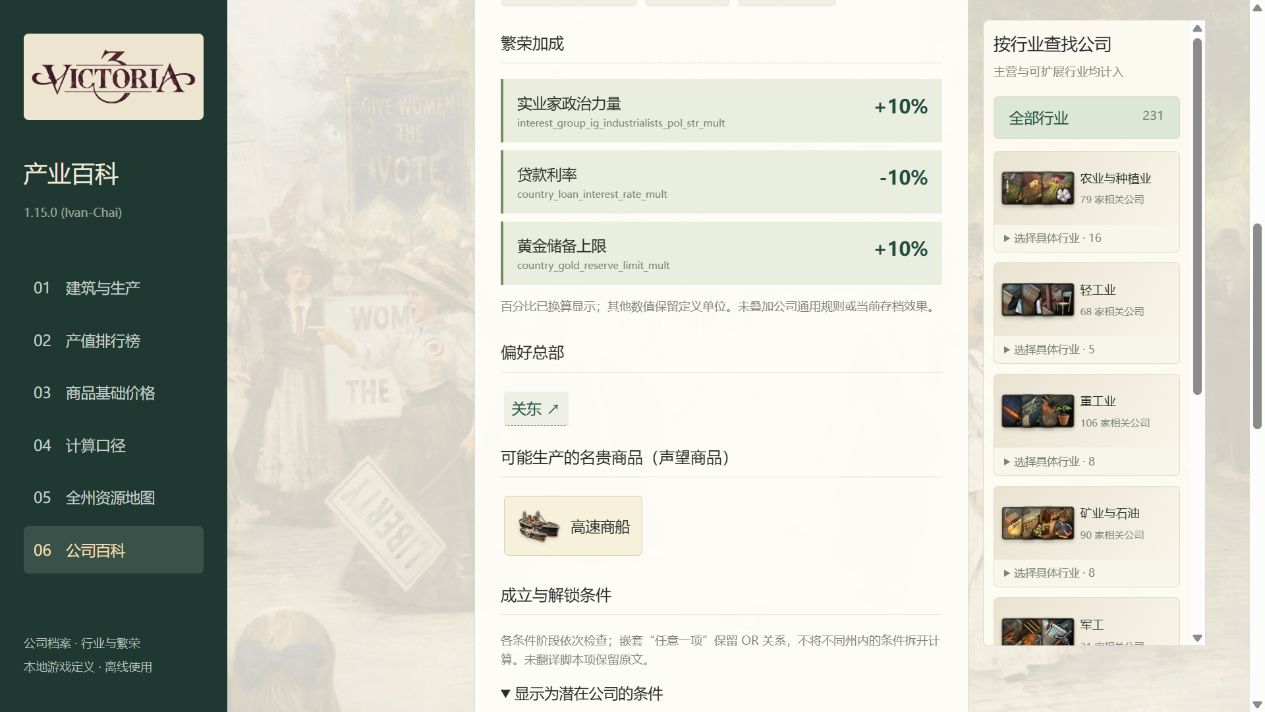 3
VICTORIA
产业百科
1.15.0 (Ivan-Chai)
01 建筑与生产
02 产值排行榜
03 商品基础价格
04 计算口径
05 全州资源地图
06 公司百科
公司档案 · 行业与繁荣
本地游戏定义 · 离线使用
GIVE WOMEN
THE
VOTE
WOM
THE
LIBERTY
繁荣加成
实业家政治力量
interest_group_ig_industrialists_pol_str_mult
+10%
贷款利率
country_loan_interest_rate_mult
-10%
黄金储备上限
country_gold_reserve_limit_mult
+10%
百分比已换算显示；其他数值保留定义单位。未叠加公司通用规则或当前存档效果。
偏好总部
关东 ↗
可能生产的名贵商品（声望商品）
高速商船
成立与解锁条件
各条件阶段依次检查；嵌套“任意一项”保留 OR 关系，不将不同州内的条件拆开计
算。未翻译脚本项保留原文。
▼ 显示为潜在公司的条件
按行业查找公司
主营与可扩展行业均计入
全部行业 231
农业与种植业
79 家相关公司
▶ 选择具体行业 · 16
轻工业
68 家相关公司
▶ 选择具体行业 · 5
重工业
106 家相关公司
▶ 选择具体行业 · 8
矿业与石油
90 家相关公司
▶ 选择具体行业 · 8
军工